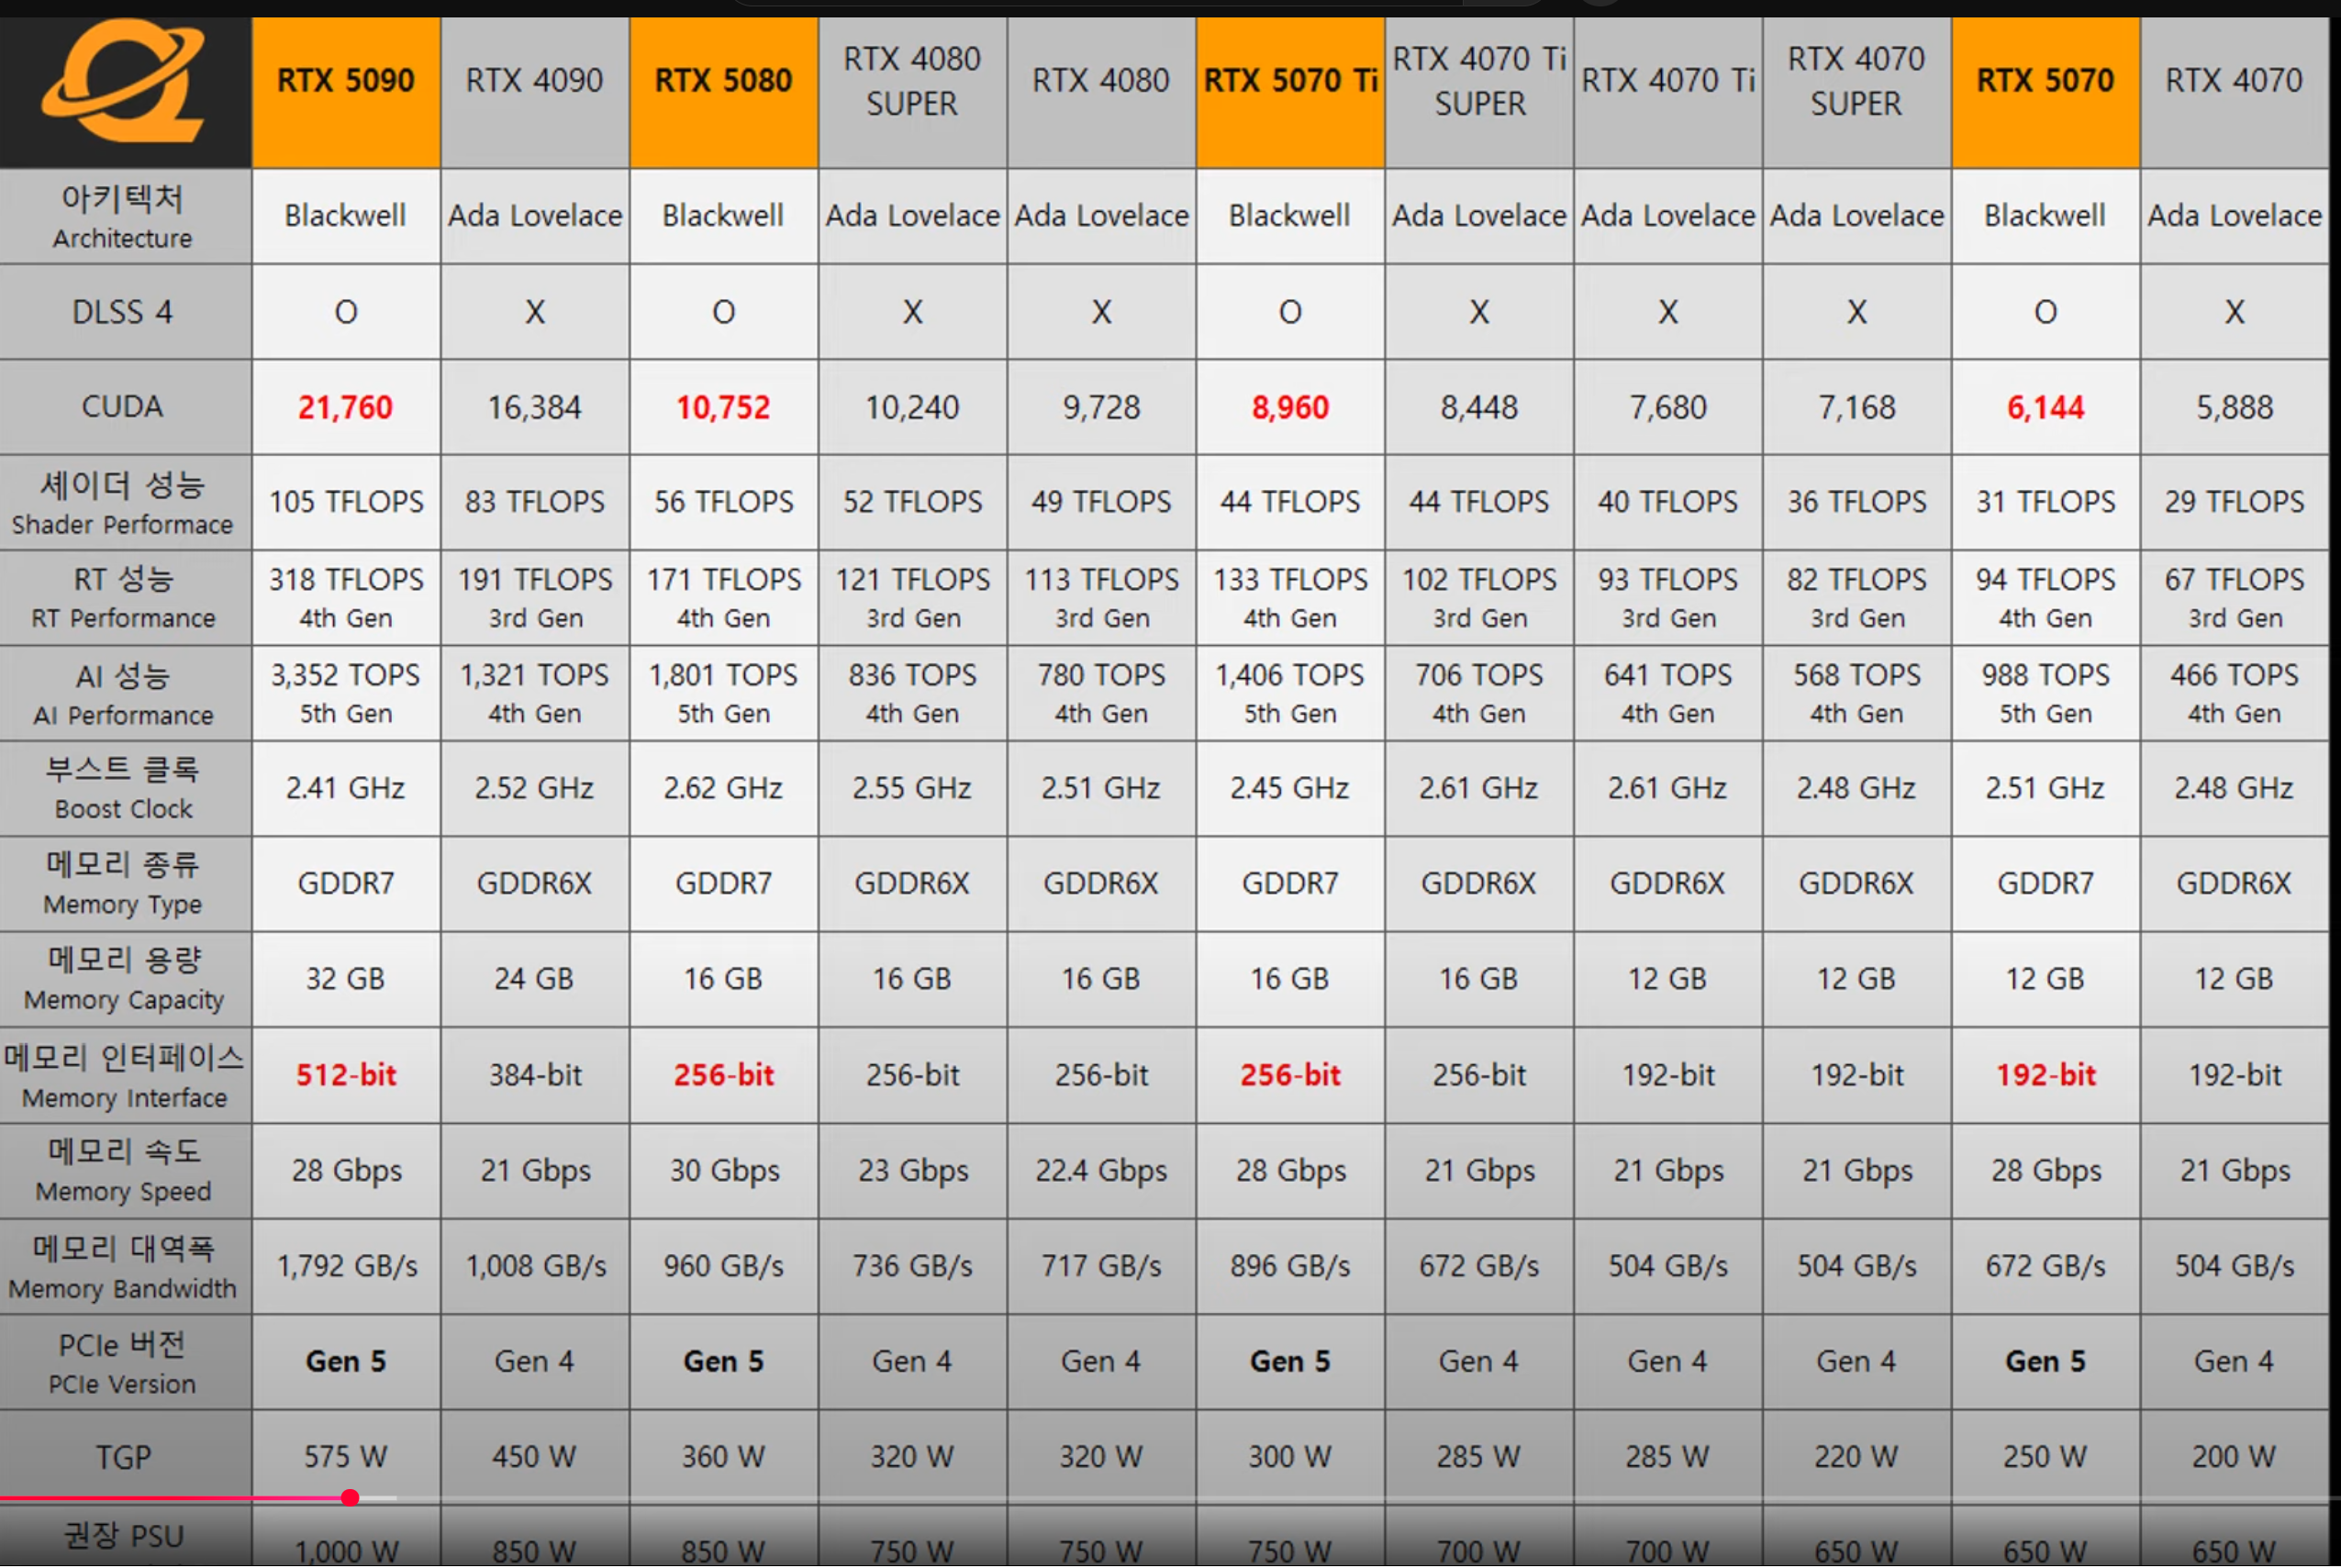 RTX 5090 RTX 4090 RTX 5080 RTX 4080 SUPER RTX 4080 RTX 5070 Ti RTX 4070 Ti SUPER RTX 4070 Ti RTX 4070 SUPER RTX 5070 RTX 4070
아키텍처
Architecture
Blackwell Ada Lovelace Blackwell Ada Lovelace Ada Lovelace Blackwell Ada Lovelace Ada Lovelace Ada Lovelace Blackwell Ada Lovelace
DLSS 4 O X O X X O X X X O X
CUDA 21,760 16,384 10,752 10,240 9,728 8,960 8,448 7,680 7,168 6,144 5,888
셰이더 성능
Shader Performace
105 TFLOPS 83 TFLOPS 56 TFLOPS 52 TFLOPS 49 TFLOPS 44 TFLOPS 44 TFLOPS 40 TFLOPS 36 TFLOPS 31 TFLOPS 29 TFLOPS
RT 성능
RT Performance
318 TFLOPS 191 TFLOPS 171 TFLOPS 121 TFLOPS 113 TFLOPS 133 TFLOPS 102 TFLOPS 93 TFLOPS 82 TFLOPS 94 TFLOPS 67 TFLOPS
4th Gen 3rd Gen 4th Gen 3rd Gen 3rd Gen 4th Gen 3rd Gen 3rd Gen 3rd Gen 4th Gen 3rd Gen
AI 성능
AI Performance
3,352 TOPS 1,321 TOPS 1,801 TOPS 836 TOPS 780 TOPS 1,406 TOPS 706 TOPS 641 TOPS 568 TOPS 988 TOPS 466 TOPS
5th Gen 4th Gen 5th Gen 4th Gen 4th Gen 5th Gen 4th Gen 4th Gen 4th Gen 5th Gen 4th Gen
부스트 클록
Boost Clock
2.41 GHz 2.52 GHz 2.62 GHz 2.55 GHz 2.51 GHz 2.45 GHz 2.61 GHz 2.61 GHz 2.48 GHz 2.51 GHz 2.48 GHz
메모리 종류
Memory Type
GDDR7 GDDR6X GDDR7 GDDR6X GDDR6X GDDR7 GDDR6X GDDR6X GDDR6X GDDR7 GDDR6X
메모리 용량
Memory Capacity
32 GB 24 GB 16 GB 16 GB 16 GB 16 GB 16 GB 12 GB 12 GB 12 GB 12 GB
메모리 인터페이스
Memory Interface
512-bit 384-bit 256-bit 256-bit 256-bit 256-bit 256-bit 192-bit 192-bit 192-bit 192-bit
메모리 속도
Memory Speed
28 Gbps 21 Gbps 30 Gbps 23 Gbps 22.4 Gbps 28 Gbps 21 Gbps 21 Gbps 21 Gbps 28 Gbps 21 Gbps
메모리 대역폭
Memory Bandwidth
1,792 GB/s 1,008 GB/s 960 GB/s 736 GB/s 717 GB/s 896 GB/s 672 GB/s 504 GB/s 504 GB/s 672 GB/s 504 GB/s
PCIe 버전
PCIe Version
Gen 5 Gen 4 Gen 5 Gen 4 Gen 4 Gen 5 Gen 4 Gen 4 Gen 4 Gen 5 Gen 4
TGP 575 W 450 W 360 W 320 W 320 W 300 W 285 W 285 W 220 W 250 W 200 W
권장 PSU
1,000 W 850 W 850 W 750 W 750 W 750 W 700 W 700 W 650 W 650 W 650 W